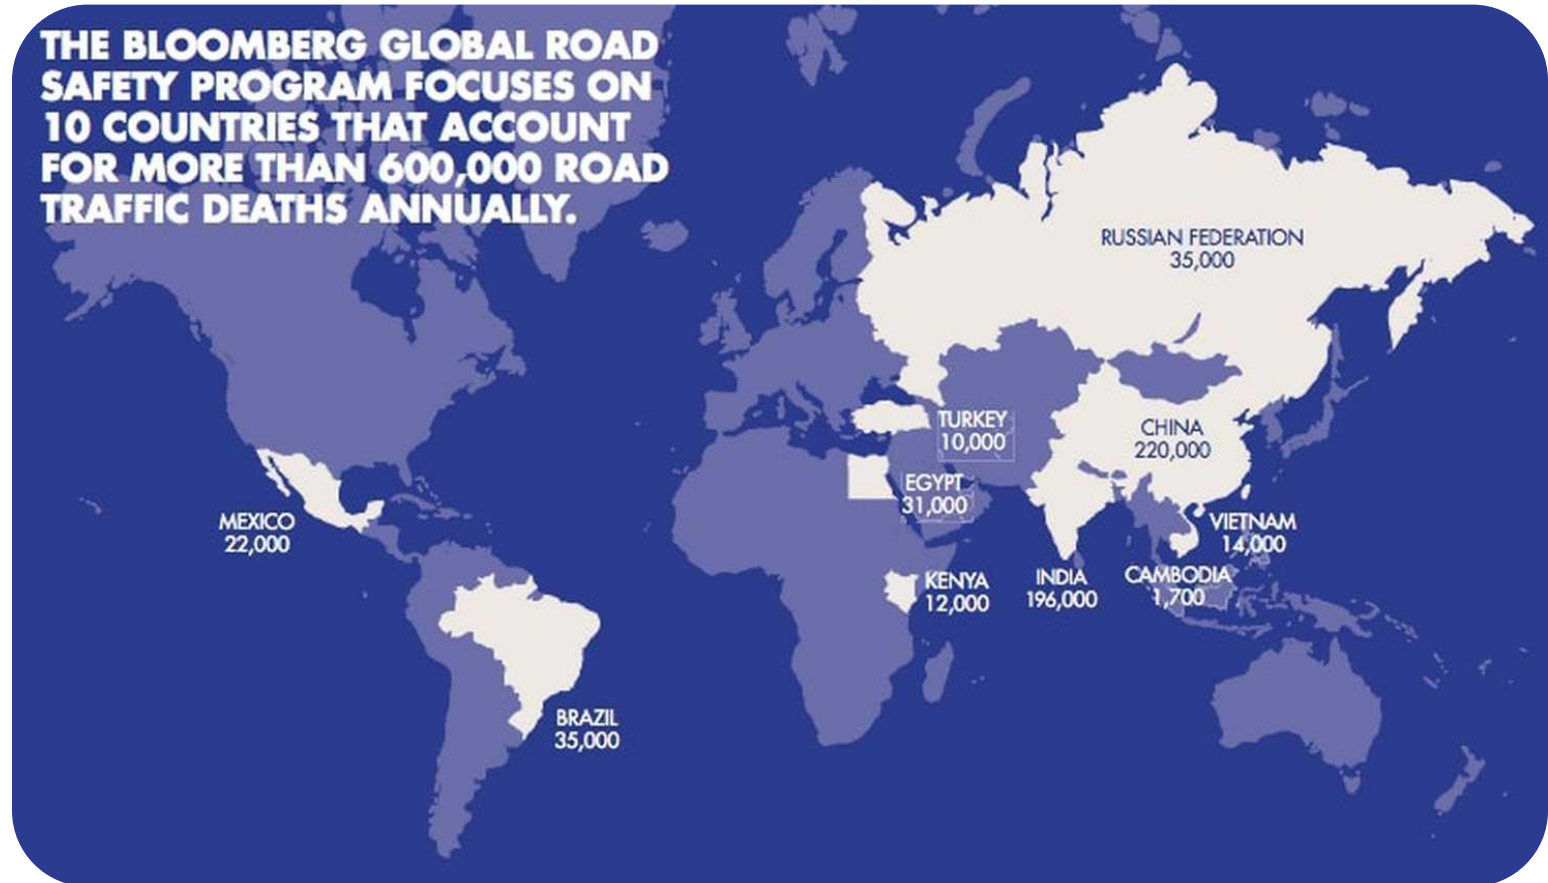 THE BLOOMBERG GLOBAL ROAD
SAFETY PROGRAM FOCUSES ON
10 COUNTRIES THAT ACCOUNT
FOR MORE THAN 600,000 ROAD
TRAFFIC DEATHS ANNUALLY.
RUSSIAN FEDERATION
35,000
TURKEY
10,000
CHINA
220,000
EGYPT
31,000
MEXICO
22,000
VIETNAM
14,000
KENYA
12,000
INDIA
196,000
CAMBODIA
1,700
BRAZIL
35,000